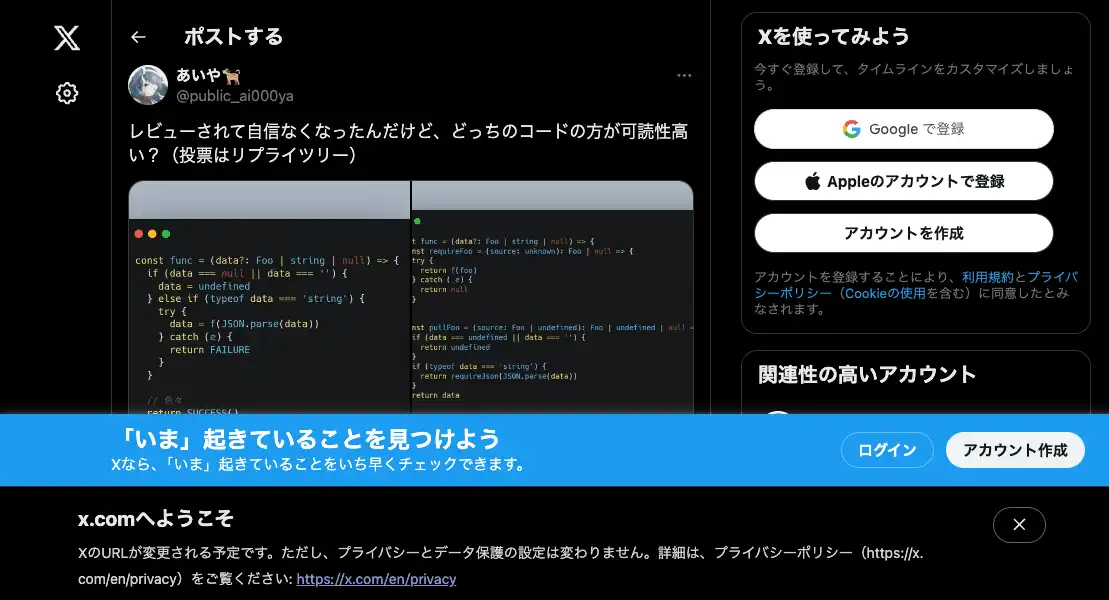 ポストする
あいや🐕
@public_ai000ya
レビューされて自信なくなったんだけど、どっちのコードの方が可読性高
い？（投票はリプライツリー）
const func = (data?: Foo | string | null) => {
if (data === null || data === '') {
data = undefined
} else if (typeof data === 'string') {
try {
data = f(JSON.parse(data))
} catch (e) {
return FAILURE
}
}
// 色々
return SUCCESS()
t func = (data?: Foo | string | null) => {
nst requireFoo = (source: unknown): Foo | null => {
try {
return f(foo)
} catch (_e) {
return null
}
nst pullFoo = (source: Foo | undefined): Foo | undefined | null =
if (data === undefined || data === '') {
return undefined
}
if (typeof data === 'string') {
return requireJson(JSON.parse(data))
}
return data
Xを使ってみよう
今すぐ登録して、タイムラインをカスタマイズしましょ
う。
Google で登録
Appleのアカウントで登録
アカウントを作成
アカウントを登録することにより、利用規約とプライバ
シーポリシー（Cookieの使用を含む）に同意したとみ
なされます。
関連性の高いアカウント
「いま」起きていることを見つけよう
Xなら、「いま」起きていることをいち早くチェックできます。
ログイン
アカウント作成
x.comへようこそ
XのURLが変更される予定です。ただし、プライバシーとデータ保護の設定は変わりません。詳細は、プライバシーポリシー（https://x.
com/en/privacy）をご覧ください: https://x.com/en/privacy